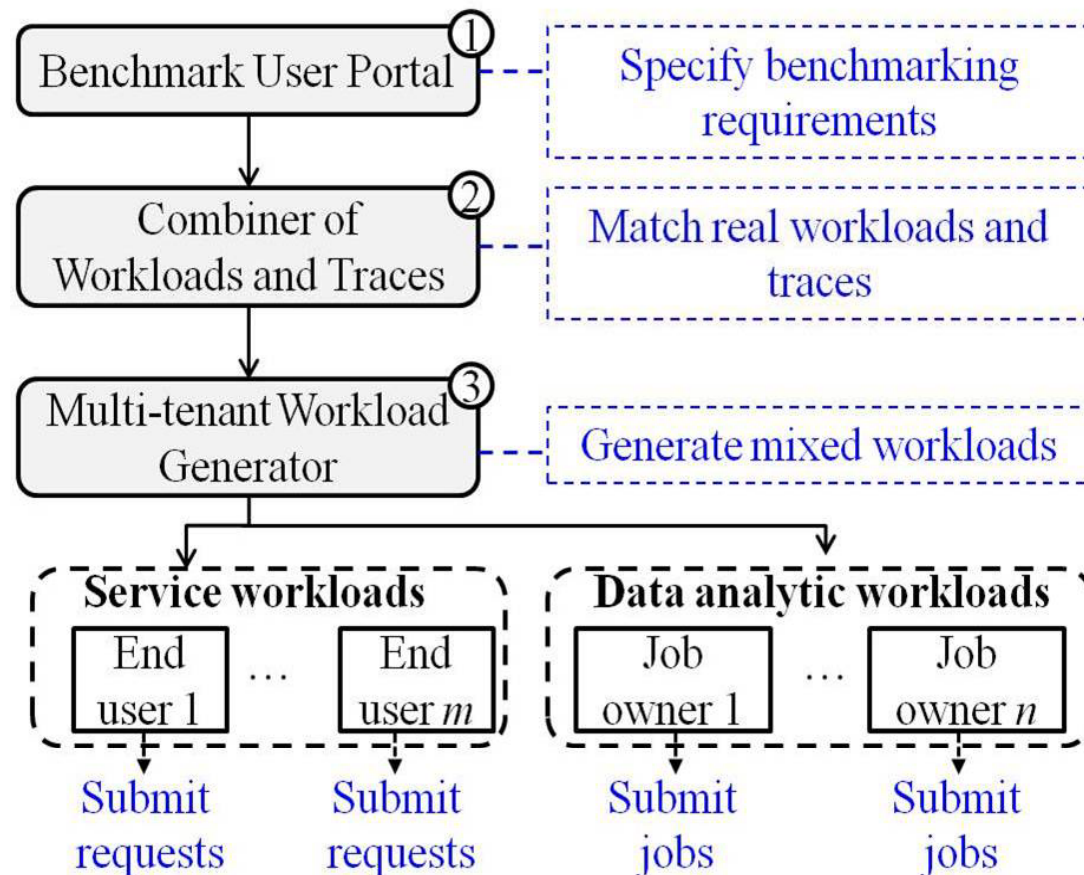 1
Benchmark User Portal
Specify benchmarking
requirements
2
Combiner of
Workloads and Traces
Match real workloads and
traces
3
Multi-tenant Workload
Generator
Generate mixed workloads
Service workloads
End
user 1
...
End
user m
Data analytic workloads
Job
owner 1
...
Job
owner n
Submit
requests
Submit
requests
Submit
jobs
Submit
jobs